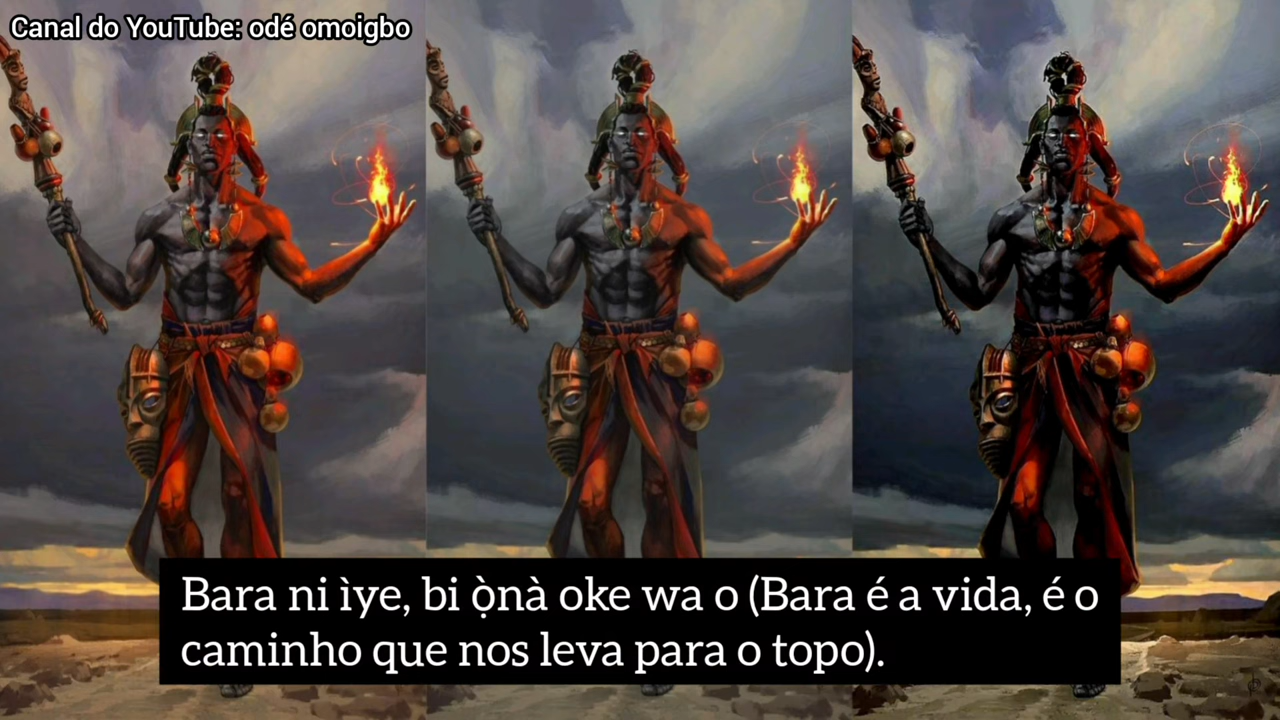 Canal do YouTube: odé omoigbo
Bara ni ìye, bi ọ̀nà oke wa o (Bara é a vida, é o
caminho que nos leva para o topo).